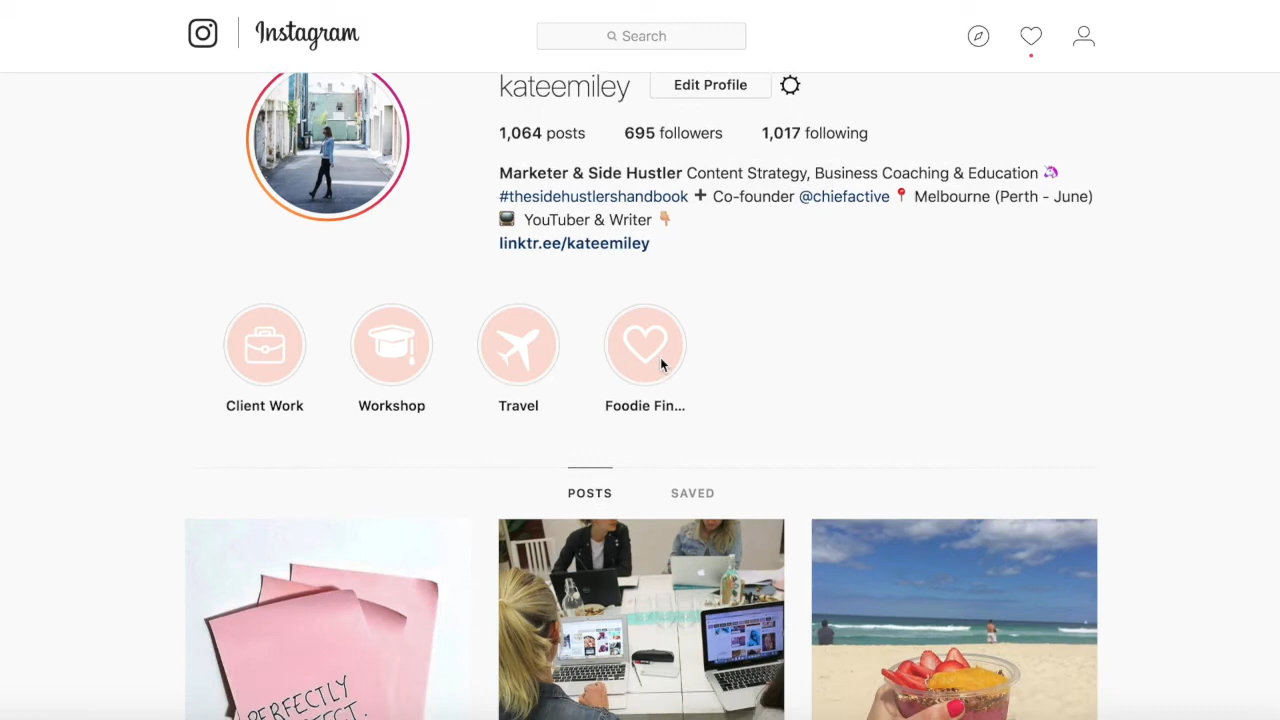 Instagram
Search
kateemiley
Edit Profile
1,064 posts 695 followers 1,017 following
Marketer & Side Hustler Content Strategy, Business Coaching & Education
#thesidehustlershandbook + Co-founder @chiefactive Melbourne (Perth - June)
YouTuber & Writer
linktr.ee/kateemiley
Client Work Workshop Travel Foodie Fin...
POSTS SAVED
PERFECTLY